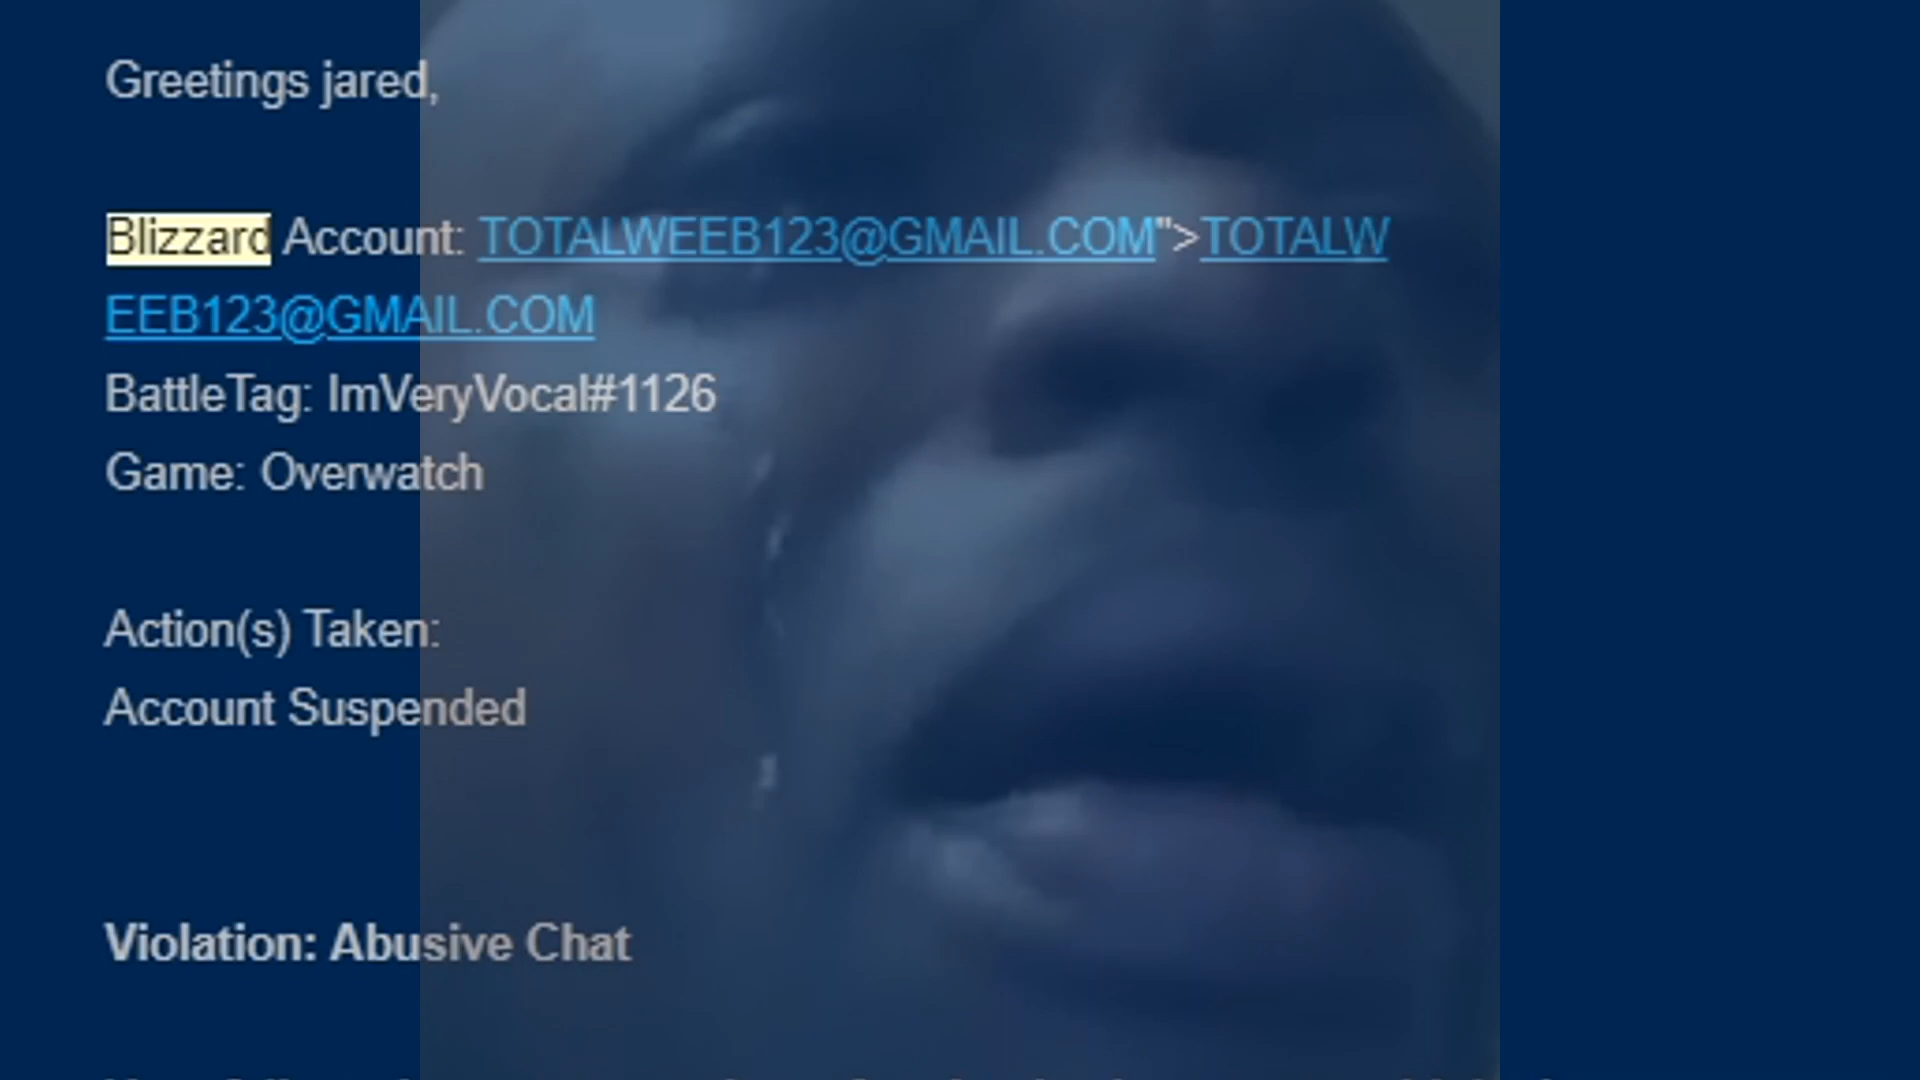 Greetings jared,
Blizzard Account: TOTALWEEB123@GMAIL.COM">TOTALW
EEB123@GMAIL.COM
BattleTag: ImVeryVocal#1126
Game: Overwatch
Action(s) Taken:
Account Suspended
Violation: Abusive Chat